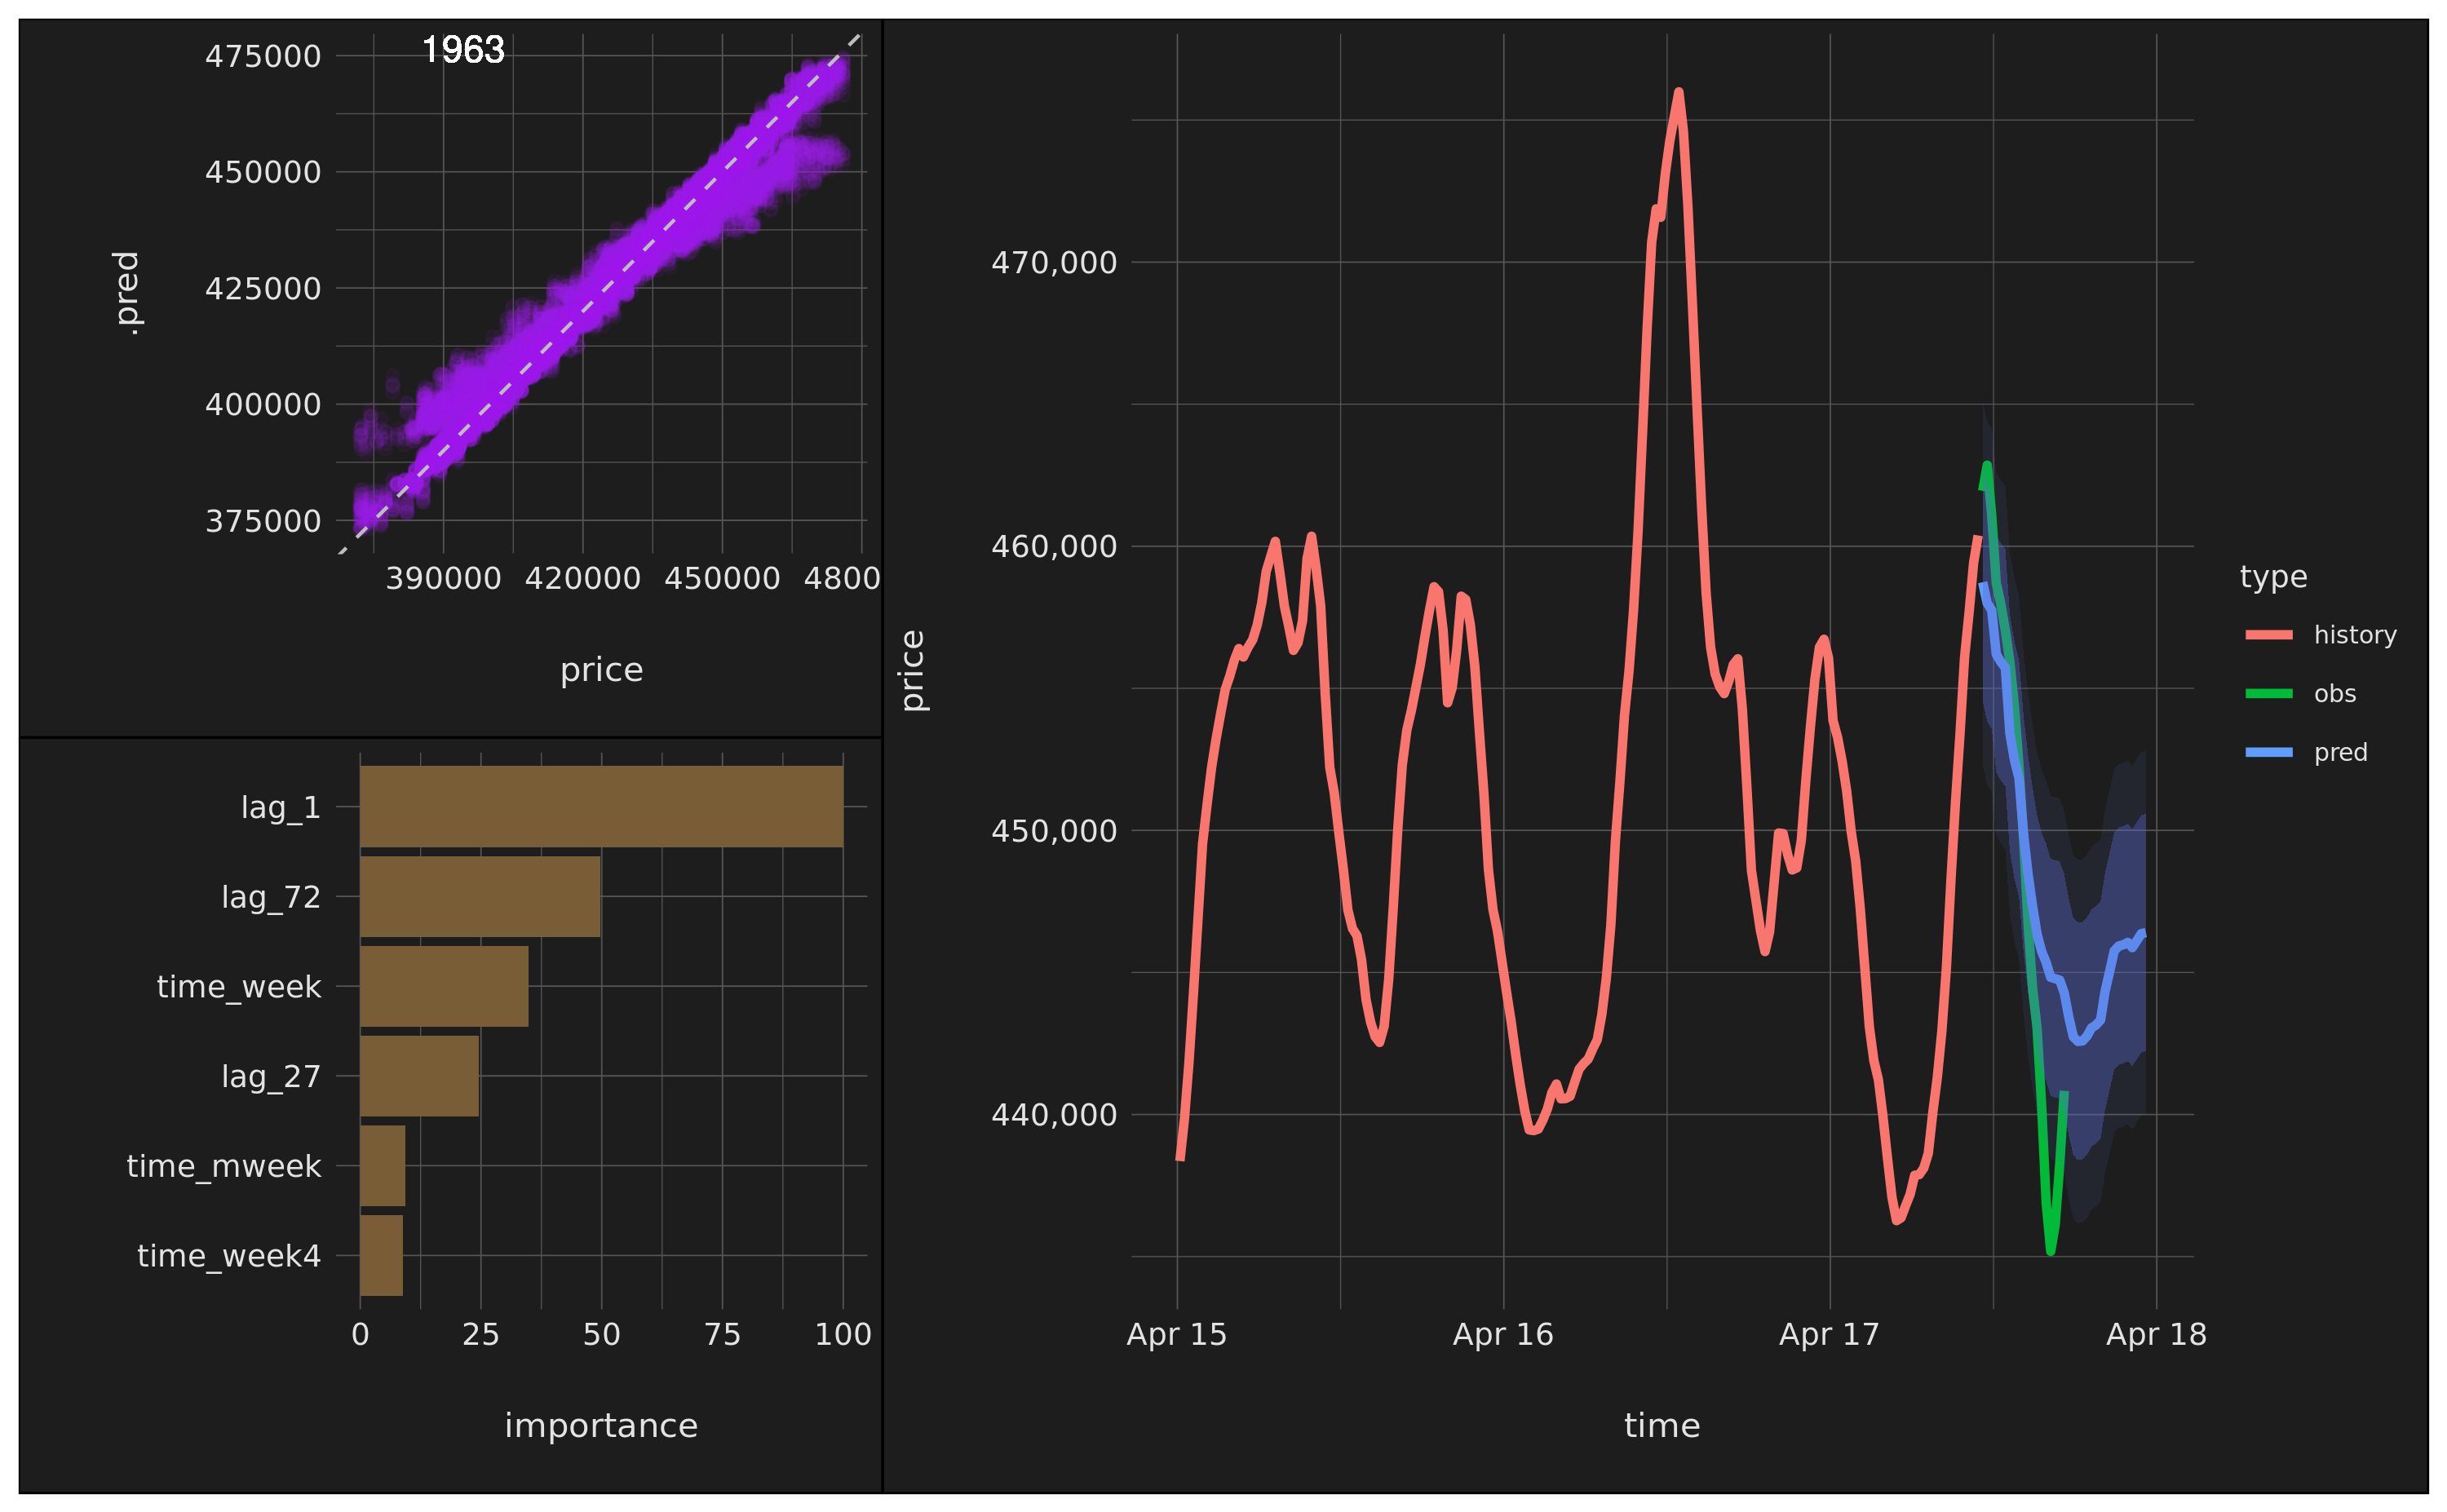 1963
475000
450000
425000
400000
375000
.pred
390000 420000 450000 4800
price
lag_1
lag_72
time_week
lag_27
time_mweek
time_week4
0 25 50 75 100
importance
470,000
460,000
450,000
440,000
price
Apr 15 Apr 16 Apr 17 Apr 18
time
type
history
obs
pred